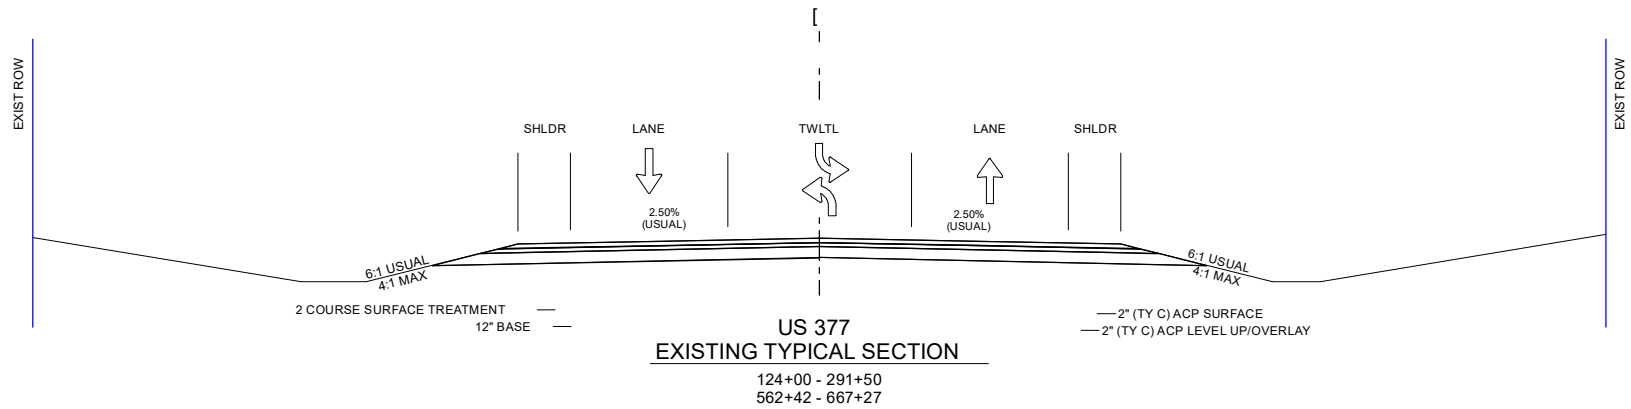 [
EXIST ROW
EXIST ROW
SHLDR
LANE
TWLTL
LANE
SHLDR
2.50%
(USUAL)
2.50%
(USUAL)
6:1 USUAL
4:1 MAX
6:1 USUAL
4:1 MAX
2 COURSE SURFACE TREATMENT
12" BASE
2" (TY C) ACP SURFACE
2" (TY C) ACP LEVEL UP/OVERLAY
US 377
EXISTING TYPICAL SECTION
124+00 - 291+50
562+42 - 667+27